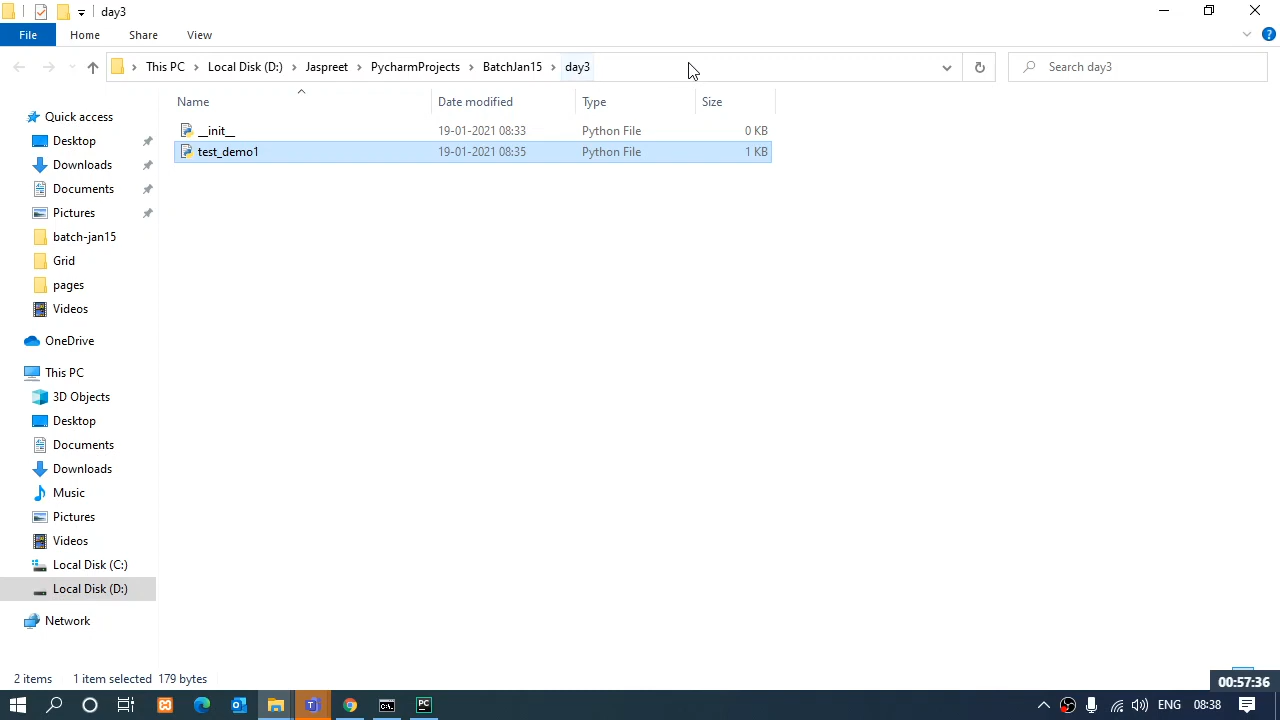 day3
File Home Share View
This PC Local Disk (D:) Jaspreet PycharmProjects BatchJan15 day3 Search day3
Name Date modified Type Size
__init__ 19-01-2021 08:33 Python File 0 KB
test_demo1 19-01-2021 08:35 Python File 1 KB
Quick access
Desktop
Downloads
Documents
Pictures
batch-jan15
Grid
pages
Videos
OneDrive
This PC
3D Objects
Desktop
Documents
Downloads
Music
Pictures
Videos
Local Disk (C:)
Local Disk (D:)
Network
2 items 1 item selected 179 bytes
00:57:36
PC ENG 08:38